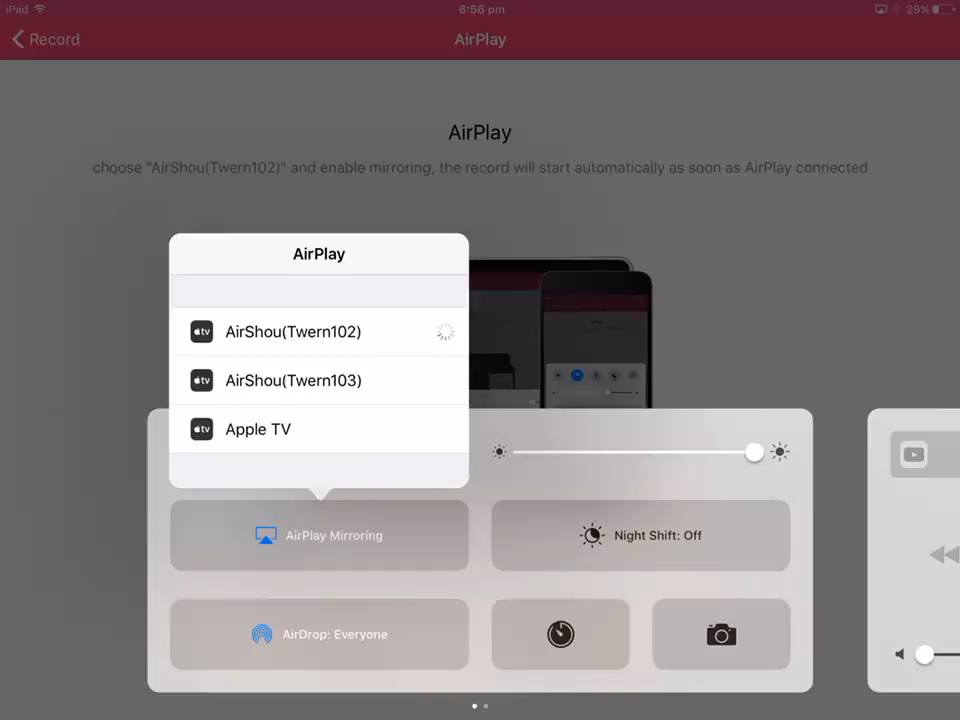 iPad
6:56 pm
29%
Record
AirPlay
AirPlay
choose "AirShou(Twern102)" and enable mirroring, the record will start automatically as soon as AirPlay connected
AirPlay
tv AirShou(Twern102)
tv AirShou(Twern103)
tv Apple TV
AirPlay Mirroring
Night Shift: Off
AirDrop: Everyone